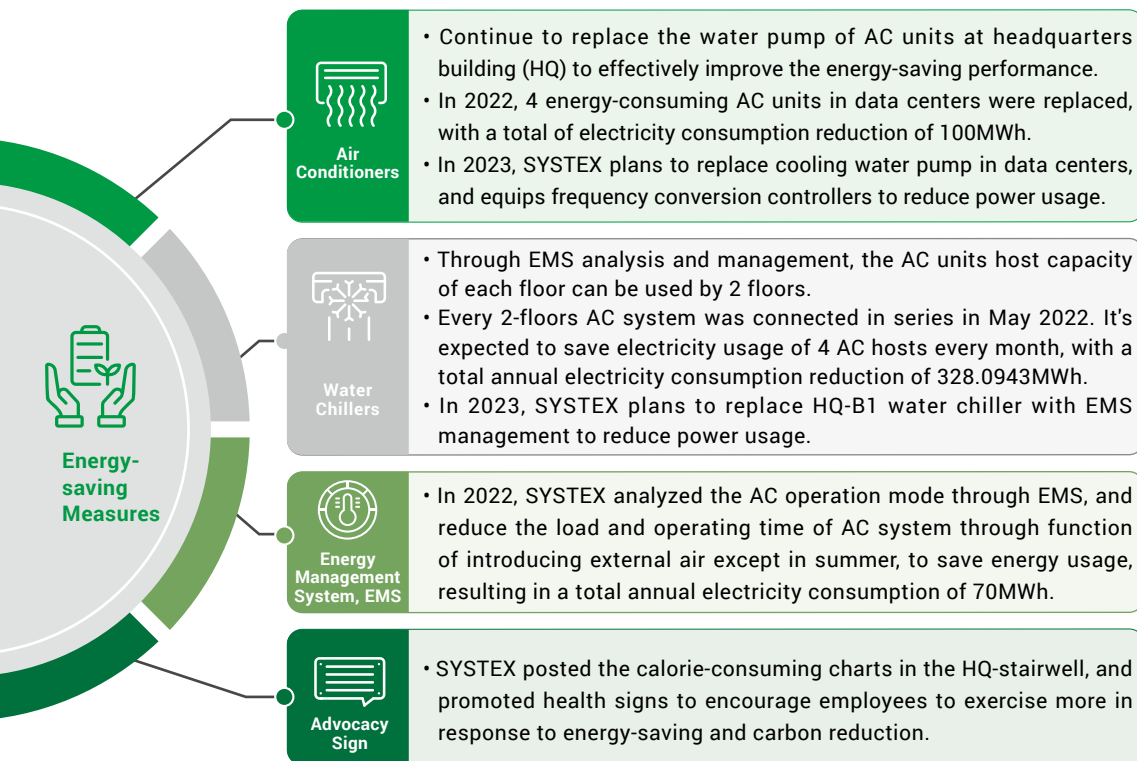 Energy-
saving
Measures
Air
Conditioners
• Continue to replace the water pump of AC units at headquarters
building (HQ) to effectively improve the energy-saving performance.
• In 2022, 4 energy-consuming AC units in data centers were replaced,
with a total of electricity consumption reduction of 100MWh.
• In 2023, SYSTEX plans to replace cooling water pump in data centers,
and equips frequency conversion controllers to reduce power usage.
Water
Chillers
• Through EMS analysis and management, the AC units host capacity
of each floor can be used by 2 floors.
• Every 2-floors AC system was connected in series in May 2022. It's
expected to save electricity usage of 4 AC hosts every month, with a
total annual electricity consumption reduction of 328.0943MWh.
• In 2023, SYSTEX plans to replace HQ-B1 water chiller with EMS
management to reduce power usage.
Energy
Management
System, EMS
• In 2022, SYSTEX analyzed the AC operation mode through EMS, and
reduce the load and operating time of AC system through function
of introducing external air except in summer, to save energy usage,
resulting in a total annual electricity consumption of 70MWh.
Advocacy
Sign
• SYSTEX posted the calorie-consuming charts in the HQ-stairwell, and
promoted health signs to encourage employees to exercise more in
response to energy-saving and carbon reduction.